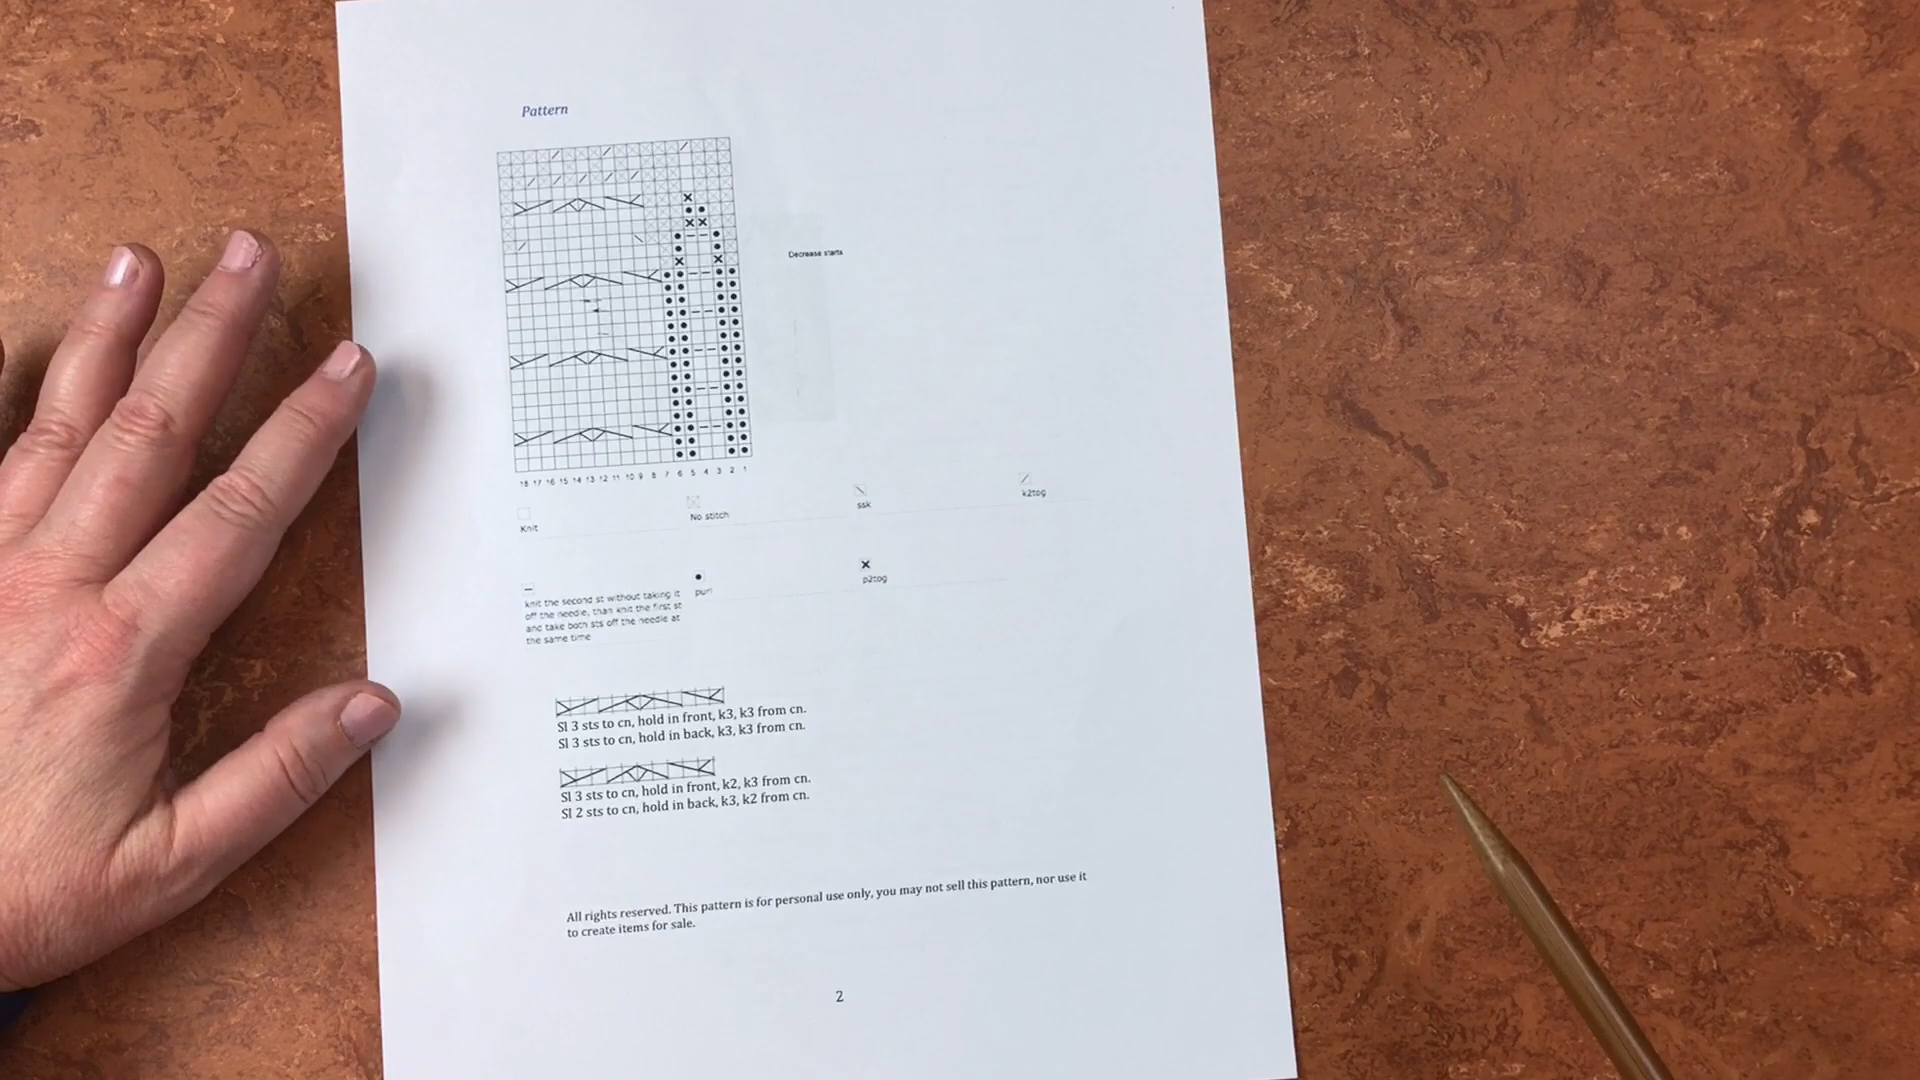 Pattern
Decrease starts
18 17 16 15 14 13 12 11 10 9 8 7 6 5 4 3 2 1
Knit
No stitch
ssk
k2tog
knit the second st without taking it
off the needle, than knit the first st
and take both sts off the needle at
the same time
purl
p2tog
Sl 3 sts to cn, hold in front, k3, k3 from cn.
Sl 3 sts to cn, hold in back, k3, k3 from cn.
Sl 3 sts to cn, hold in front, k2, k3 from cn.
Sl 2 sts to cn, hold in back, k3, k2 from cn.
All rights reserved. This pattern is for personal use only, you may not sell this pattern, nor use it
to create items for sale.
2